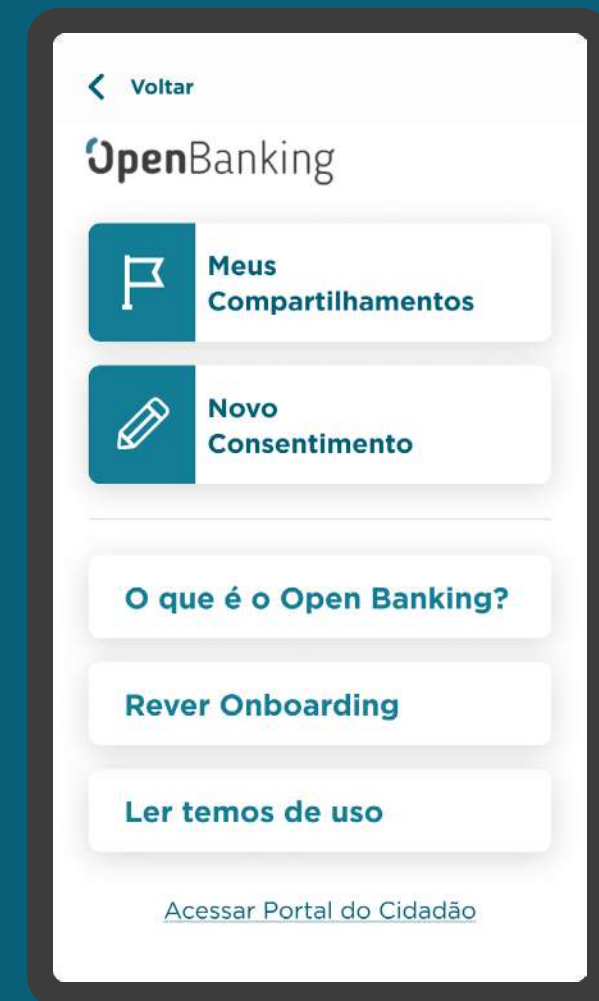 Voltar
OpenBanking
Meus
Compartilhamentos
Novo
Consentimento
O que é o Open Banking?
Rever Onboarding
Ler temos de uso
Acessar Portal do Cidadão